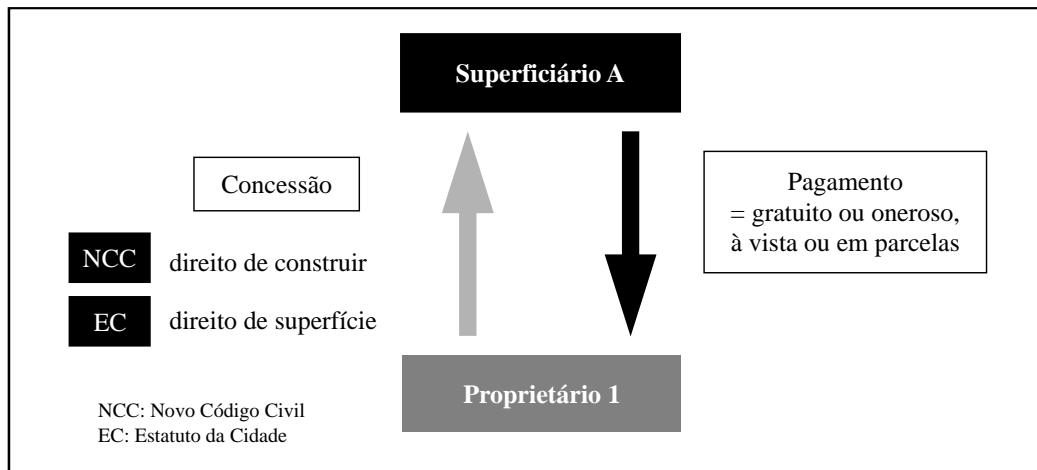 Superficiário A
Concessão
Pagamento
= gratuito ou oneroso,
à vista ou em parcelas
NCC direito de construir
EC direito de superfície
Proprietário 1
NCC: Novo Código Civil
EC: Estatuto da Cidade